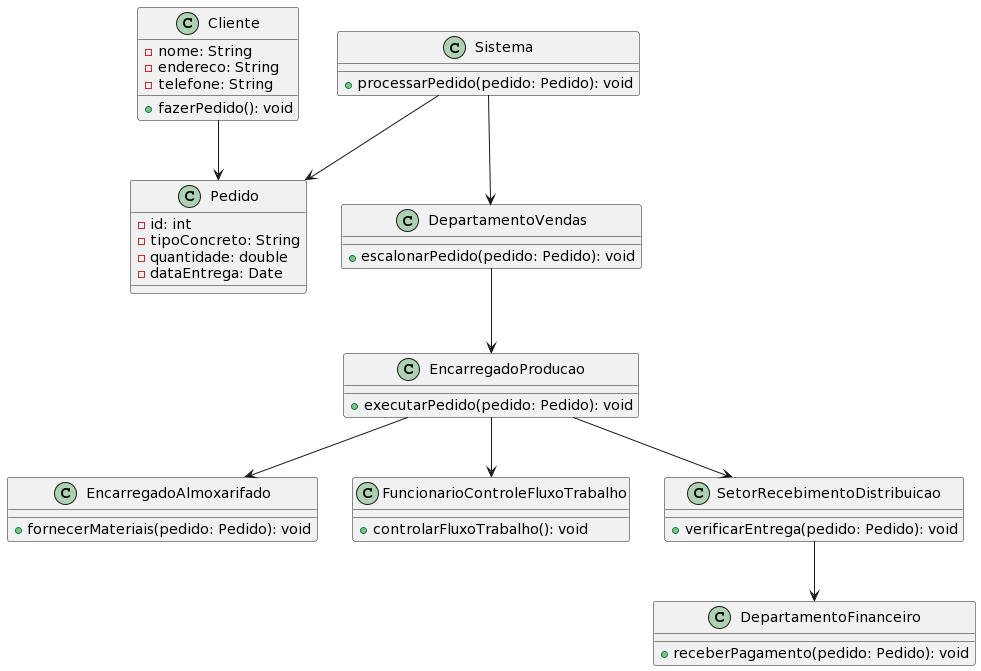 C Cliente
nome: String
endereco: String
telefone: String
fazerPedido(): void
C Sistema
processarPedido(pedido: Pedido): void
C Pedido
id: int
tipoConcreto: String
quantidade: double
dataEntrega: Date
C DepartamentoVendas
escalonarPedido(pedido: Pedido): void
C EncarregadoProducao
executarPedido(pedido: Pedido): void
C EncarregadoAlmoxarifado
fornecerMateriais(pedido: Pedido): void
C FuncionarioControleFluxoTrabalho
controlarFluxoTrabalho(): void
C SetorRecebimentoDistribuicao
verificarEntrega(pedido: Pedido): void
C DepartamentoFinanceiro
receberPagamento(pedido: Pedido): void